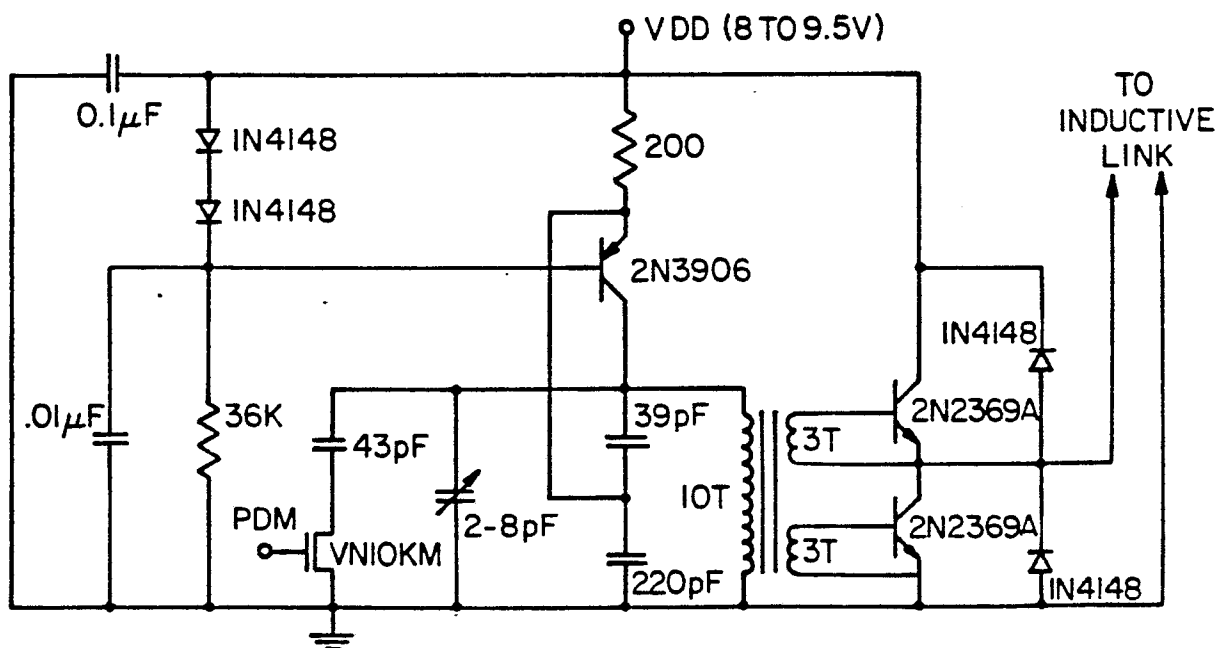 VDD (8 TO 9.5V)
0.1μF
IN4148
200
TO
INDUCTIVE
LINK
IN4148
2N3906
IN4148
.01μF
36K
43pF
39pF
3T
2N2369A
PDM
VN10KM
2-8pF
10T
3T
2N2369A
220pF
IN4148